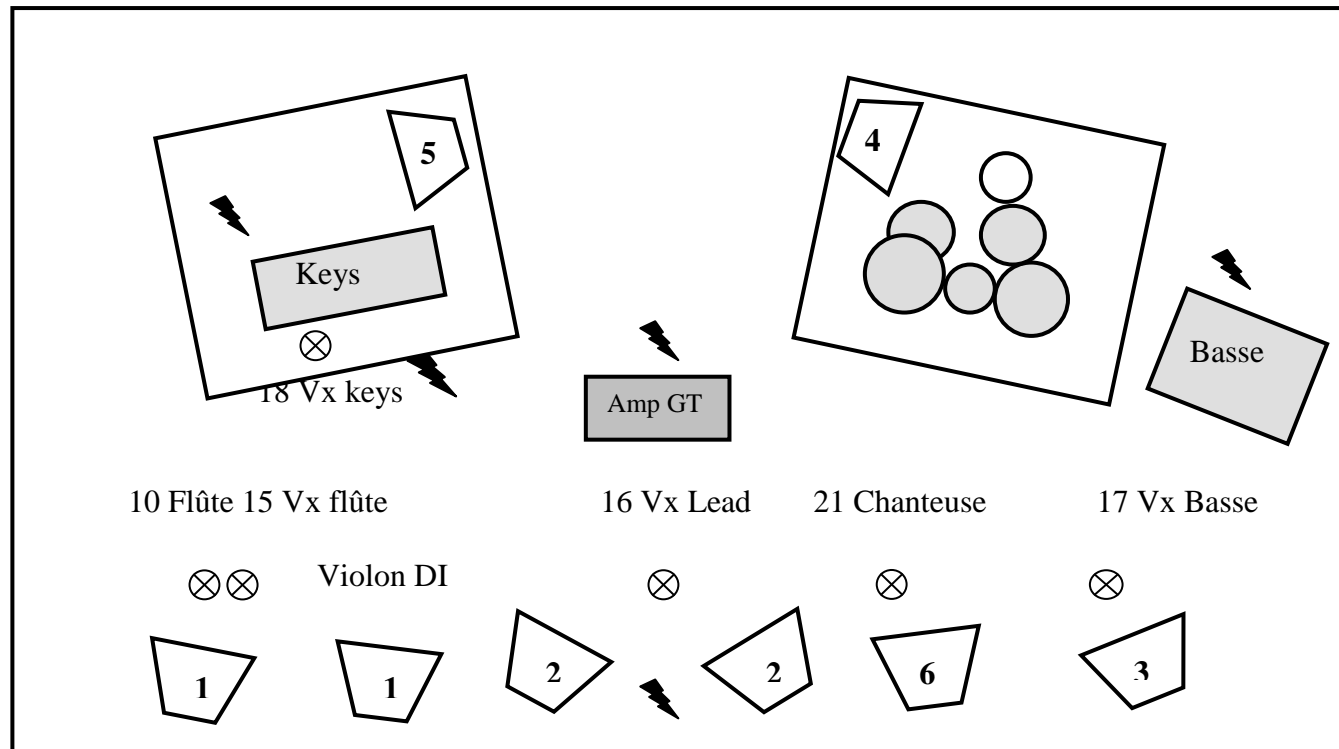 5
4
Keys
Basse
18 Vx keys
Amp GT
10 Flûte 15 Vx flûte
16 Vx Lead
21 Chanteuse
17 Vx Basse
Violon DI
1
1
2
2
6
3